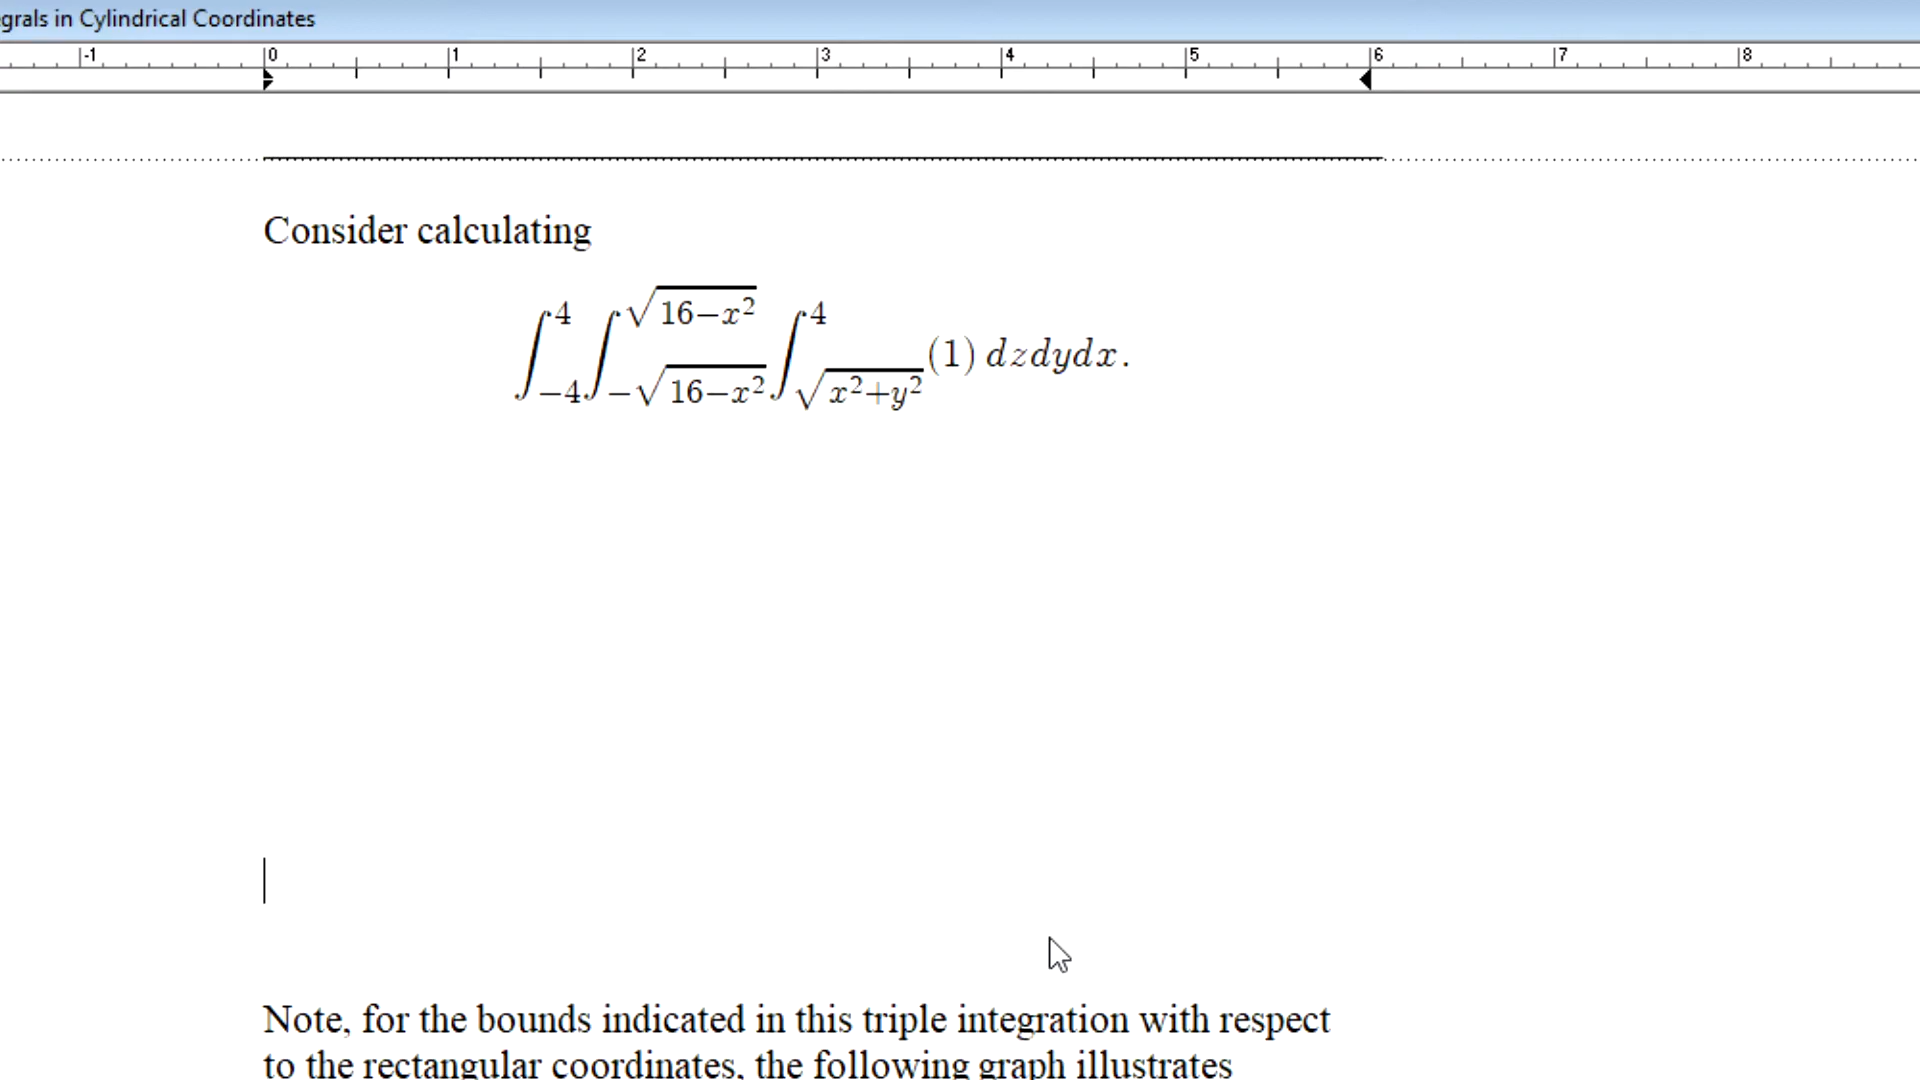 grals in Cylindrical Coordinates
-1 0 1 2 3 4 5 6 7 8
Consider calculating
∫_{-4}^{4} ∫_{-√(16-x²)}^{√(16-x²)} ∫_{√(x²+y²)}^{4} (1) dzdydx.
Note, for the bounds indicated in this triple integration with respect
to the rectangular coordinates, the following graph illustrates